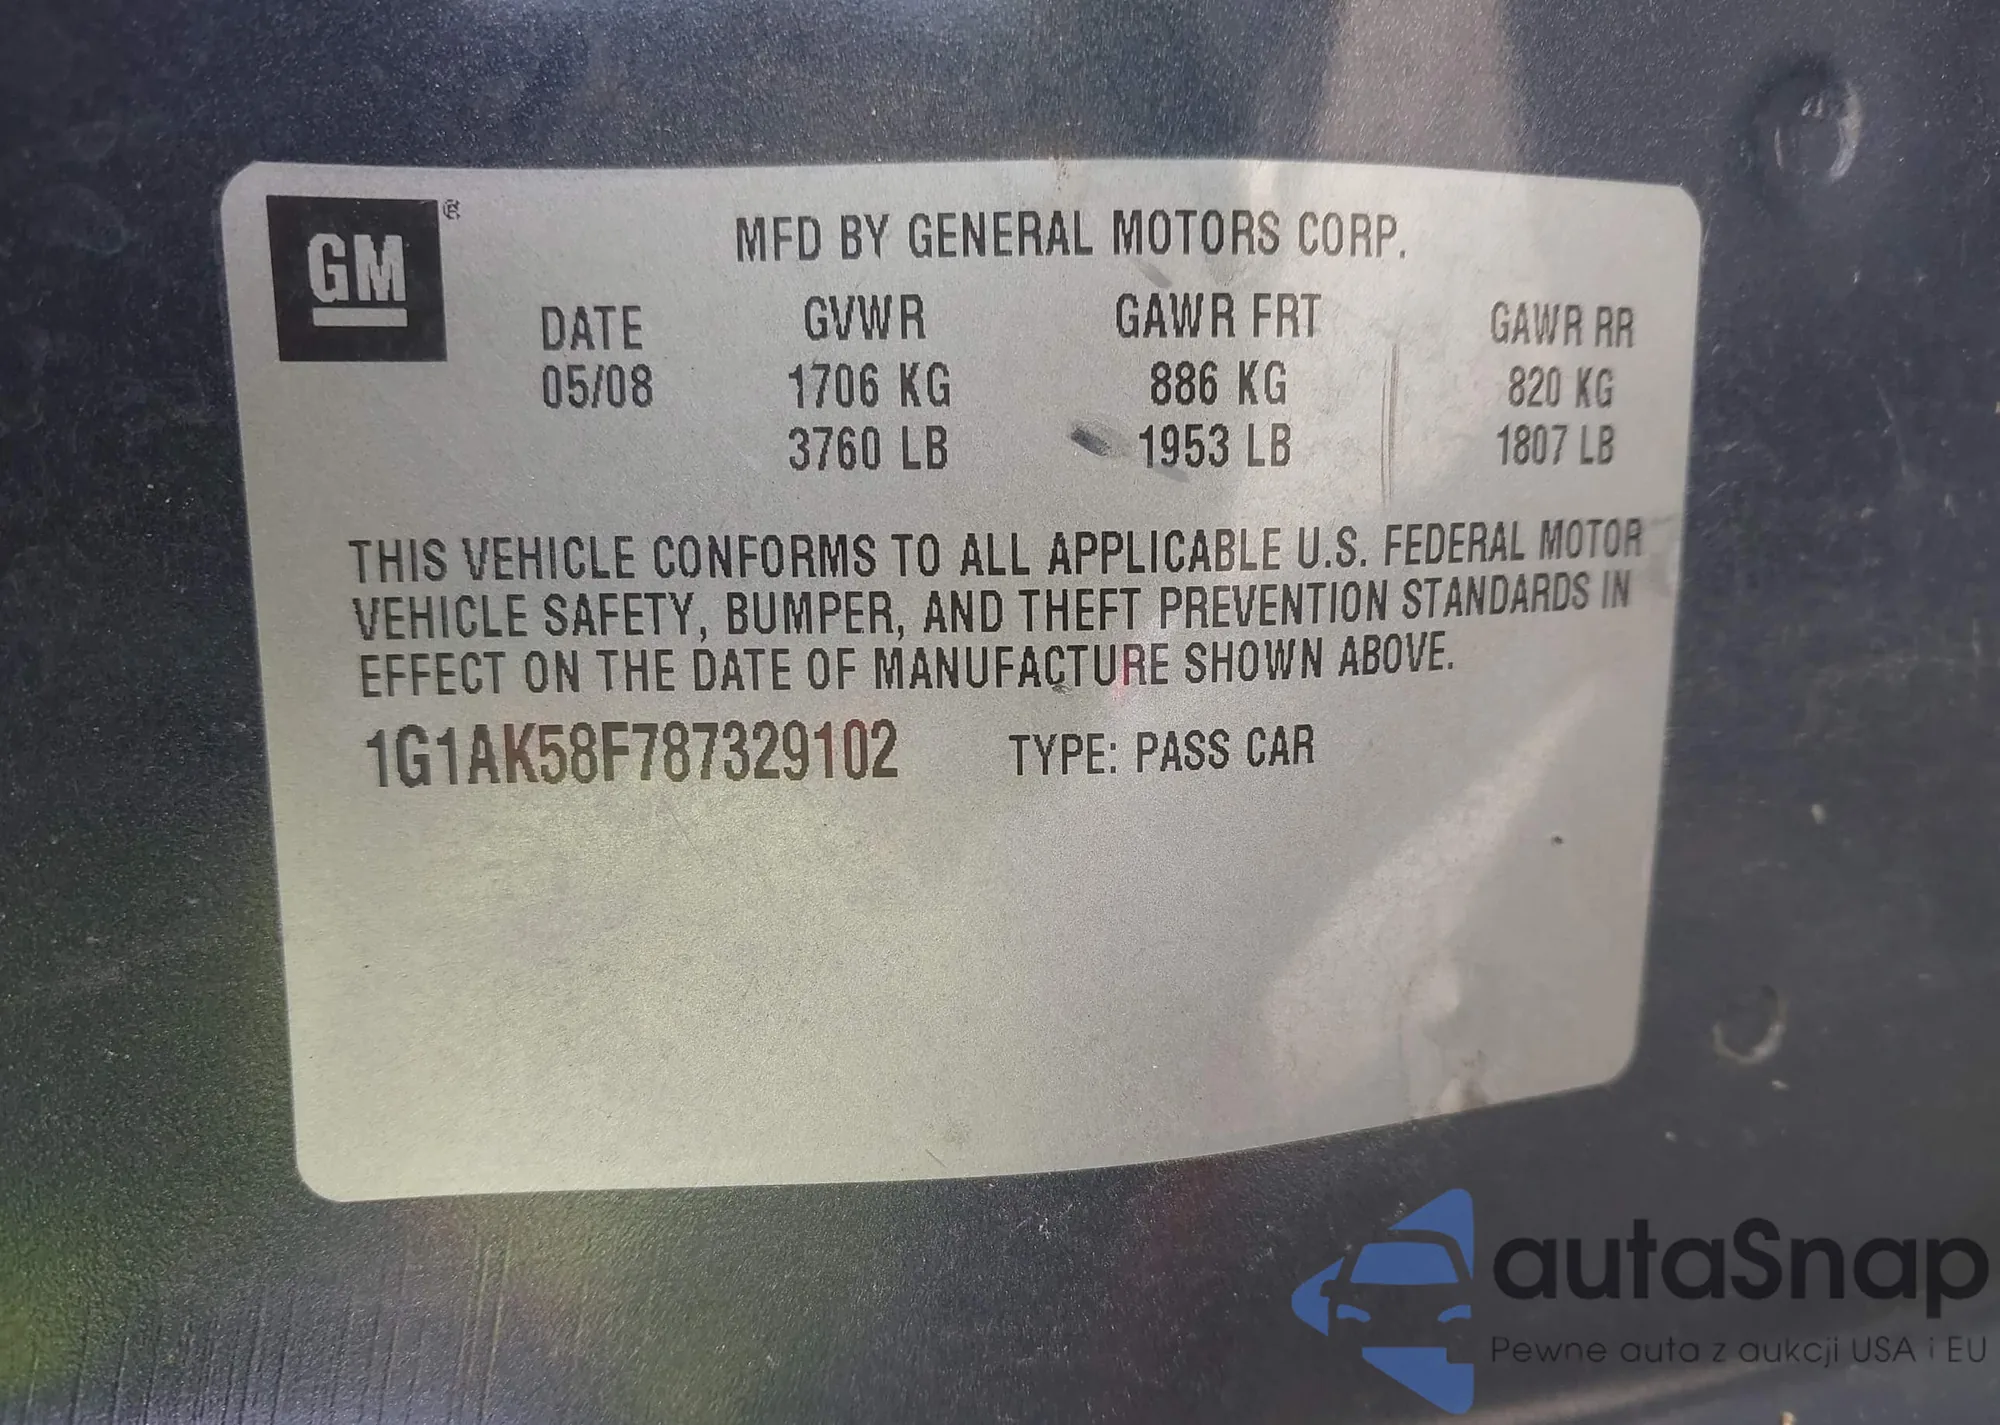 GM ®
MFD BY GENERAL MOTORS CORP.
DATE GVWR GAWR FRT GAWR RR
05/08 1706 KG 886 KG 820 KG
3760 LB 1953 LB 1807 LB
THIS VEHICLE CONFORMS TO ALL APPLICABLE U.S. FEDERAL MOTOR
VEHICLE SAFETY, BUMPER, AND THEFT PREVENTION STANDARDS IN
EFFECT ON THE DATE OF MANUFACTURE SHOWN ABOVE.
1G1AK58F787329102 TYPE: PASS CAR
autaSnap
Pewne auta z aukcji USA i EU